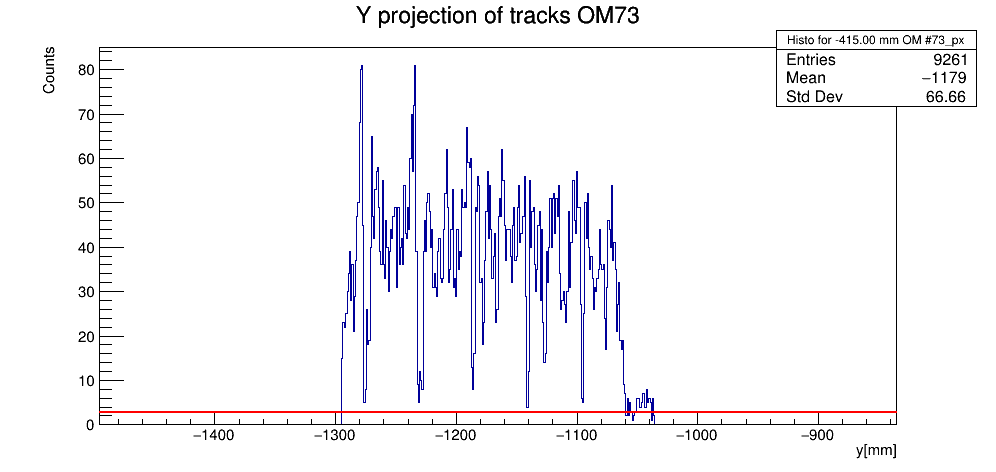 Y projection of tracks OM73
Histo for -415.00 mm OM #73_px
Entries 9261
Mean −1179
Std Dev 66.66
Counts
80
70
60
50
40
30
20
10
0
−1400 −1300 −1200 −1100 −1000 −900
y[mm]